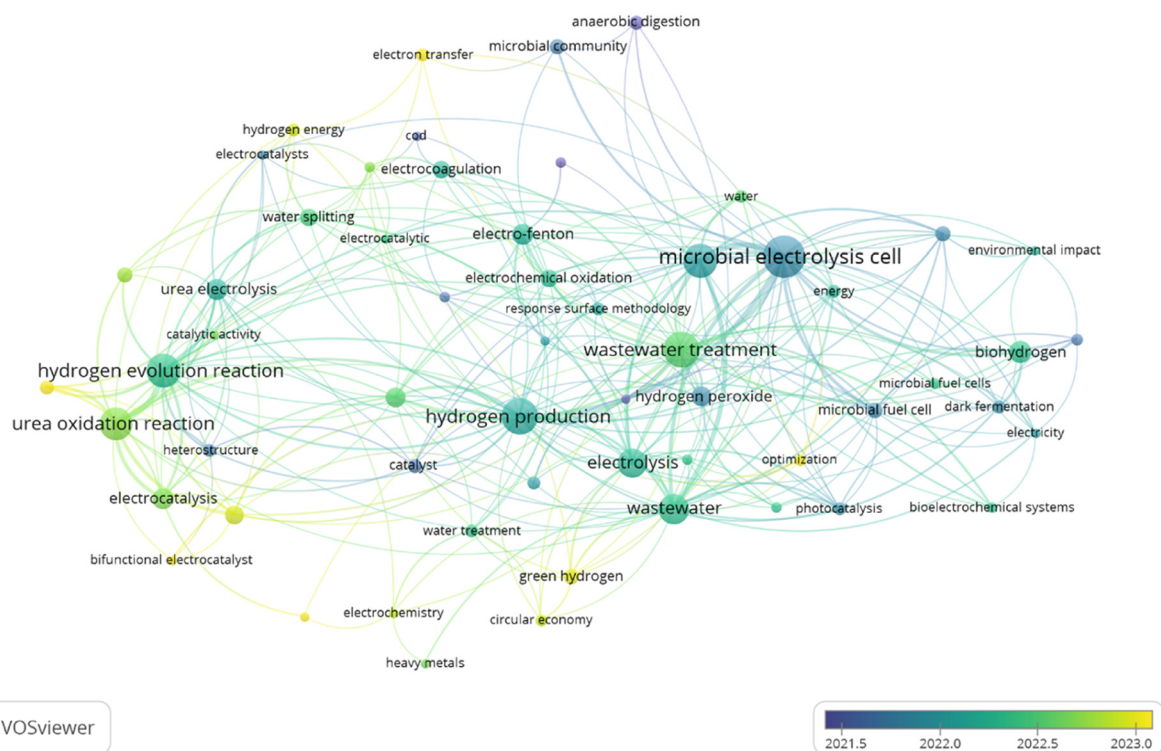 anaerobic digestion
microbial community
electron transfer
hydrogen energy
cod
electrocatalysts
electrocoagulation
water
water splitting
electrocatalytic
electro-fenton
environmental impact
microbial electrolysis cell
electrochemical oxidation
urea electrolysis
energy
response surface methodology
catalytic activity
wastewater treatment
biohydrogen
hydrogen evolution reaction
microbial fuel cells
hydrogen peroxide
dark fermentation
microbial fuel cell
hydrogen production
urea oxidation reaction
electricity
heterostructure
optimization
catalyst
electrolysis
electrocatalysis
wastewater
photocatalysis
bioelectrochemical systems
water treatment
bifunctional electrocatalyst
green hydrogen
electrochemistry
circular economy
heavy metals
VOSviewer
2021.5 2022.0 2022.5 2023.0